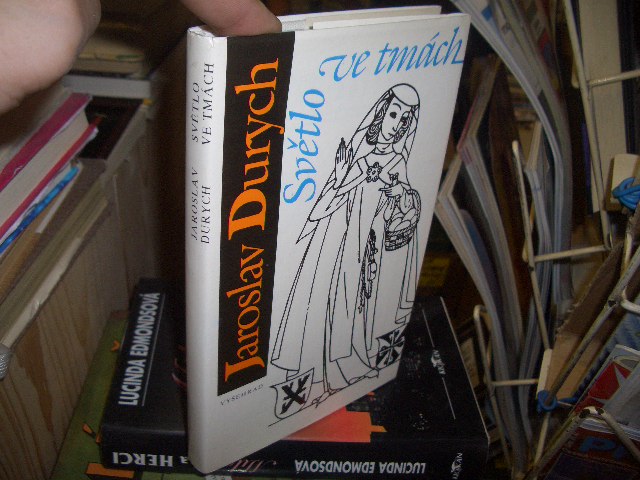 JAROSLAV
DURYCH
SVĚTLO
VE TMÁCH
Jaroslav Durych
Světlo
ve tmách
VYŠEHRAD
LUCINDA EDMONDSOVÁ
HERCI
LUCINDA EDMONDSOVÁ